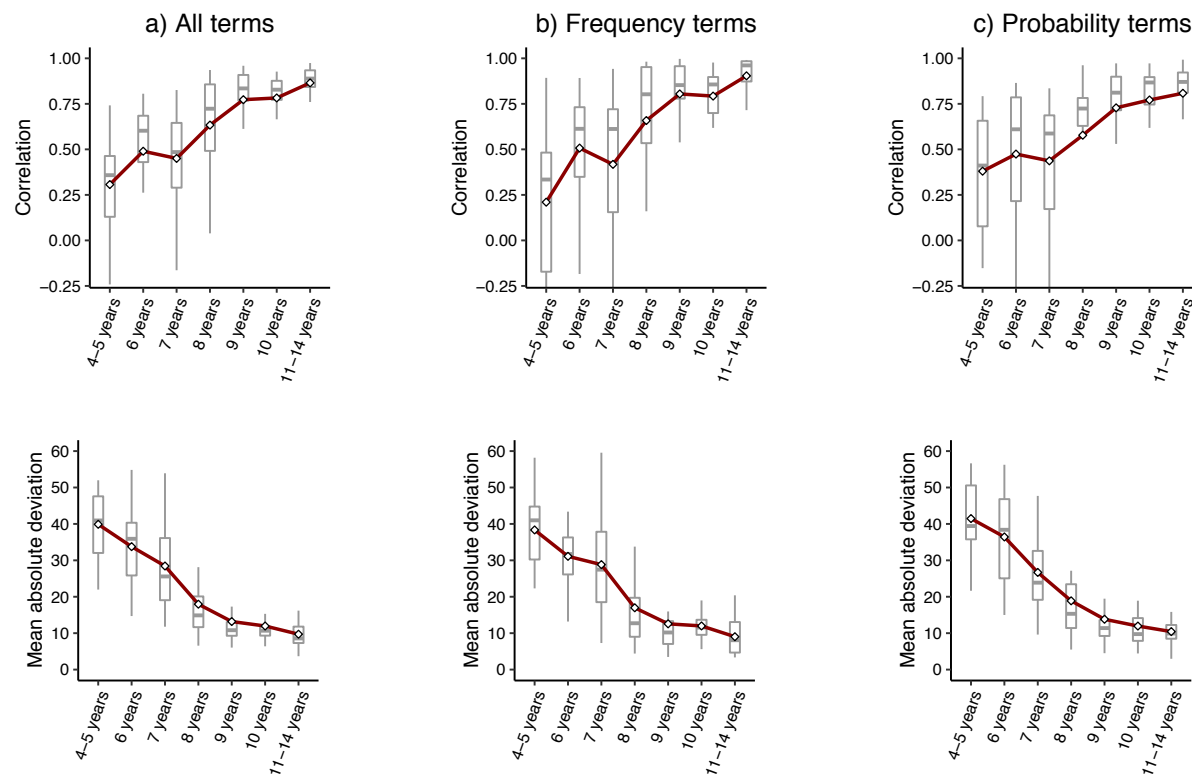 a) All terms
b) Frequency terms
c) Probability terms
Correlation
1.00
0.75
0.50
0.25
0.00
−0.25
4−5 years
6 years
7 years
8 years
9 years
10 years
11−14 years
Correlation
1.00
0.75
0.50
0.25
0.00
−0.25
4−5 years
6 years
7 years
8 years
9 years
10 years
11−14 years
Correlation
1.00
0.75
0.50
0.25
0.00
−0.25
4−5 years
6 years
7 years
8 years
9 years
10 years
11−14 years
Mean absolute deviation
60
50
40
30
20
10
0
4−5 years
6 years
7 years
8 years
9 years
10 years
11−14 years
Mean absolute deviation
60
50
40
30
20
10
0
4−5 years
6 years
7 years
8 years
9 years
10 years
11−14 years
Mean absolute deviation
60
50
40
30
20
10
0
4−5 years
6 years
7 years
8 years
9 years
10 years
11−14 years